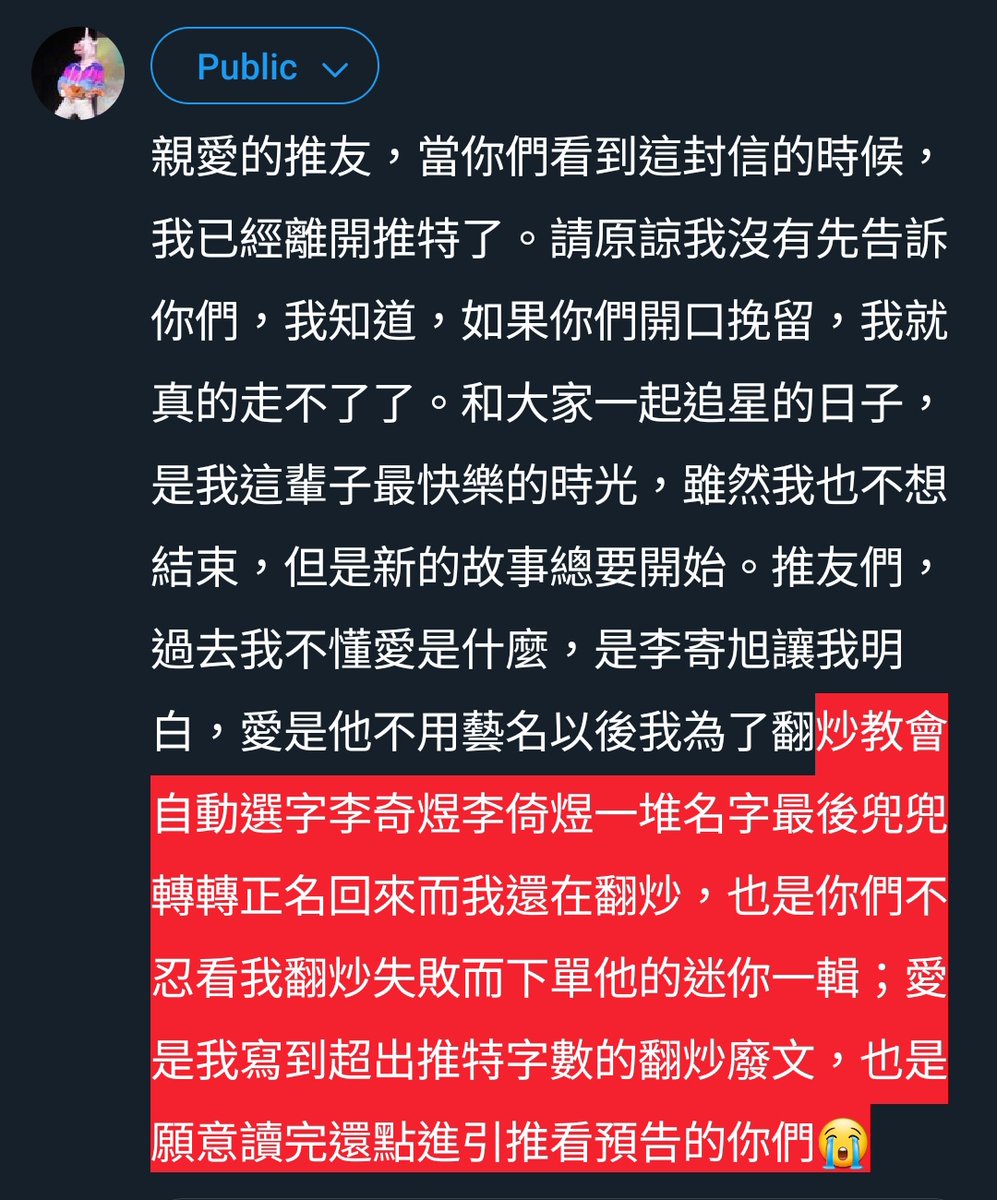 Public
親愛的推友，當你們看到這封信的時候，
我已經離開推特了。請原諒我沒有先告訴
你們，我知道，如果你們開口挽留，我就
真的走不了了。和大家一起追星的日子，
是我這輩子最快樂的時光，雖然我也不想
結束，但是新的故事總要開始。推友們，
過去我不懂愛是什麼，是李寄旭讓我明
白，愛是他不用藝名以後我為了翻炒教會
自動選字李奇煜李倚煜一堆名字最後兜兜
轉轉正名回來而我還在翻炒，也是你們不
忍看我翻炒失敗而下單他的迷你一輯；愛
是我寫到超出推特字數的翻炒廢文，也是
願意讀完還點進引推看預告的你們😭